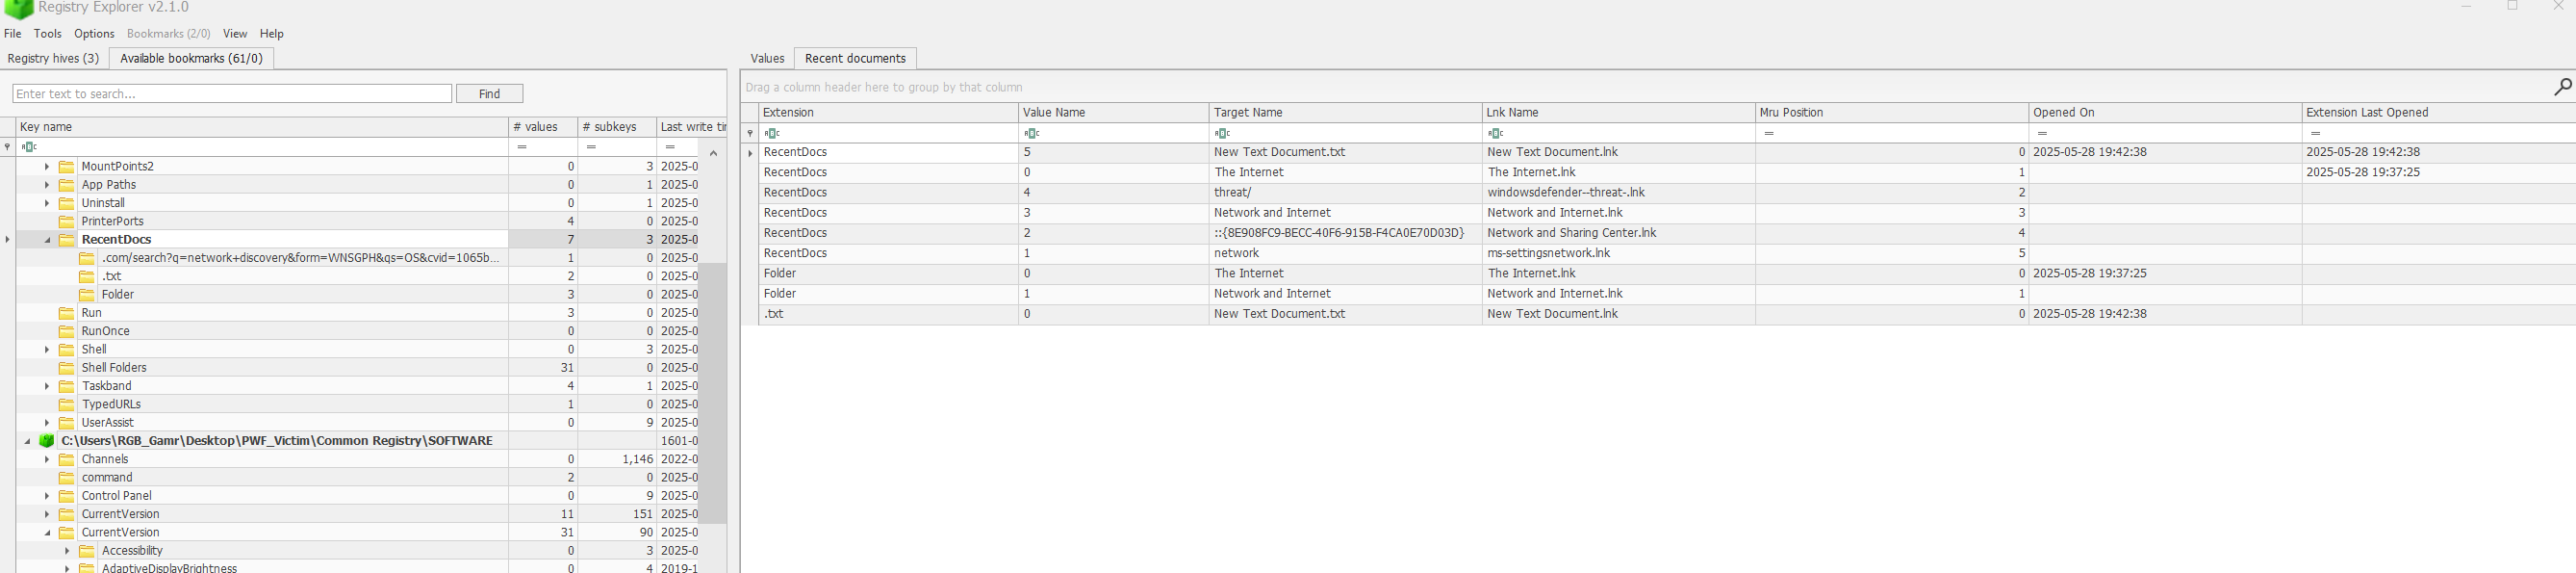 Registry Explorer v2.1.0
File Tools Options Bookmarks (2/0) View Help
Registry hives (3) Available bookmarks (61/0)
Enter text to search... Find
Key name # values # subkeys Last write tir
MountPoints2 0 3 2025-0
App Paths 0 1 2025-0
Uninstall 0 1 2025-0
PrinterPorts 4 0 2025-0
RecentDocs 7 3 2025-0
.com/search?q=network+discovery&form=WNSGPH&qs=OS&cvid=1065b... 1 0 2025-0
.txt 2 0 2025-0
Folder 3 0 2025-0
Run 3 0 2025-0
RunOnce 0 0 2025-0
Shell 0 3 2025-0
Shell Folders 31 0 2025-0
Taskband 4 1 2025-0
TypedURLs 1 0 2025-0
UserAssist 0 9 2025-0
C:\Users\RGB_Gamr\Desktop\PWF_Victim\Common Registry\SOFTWARE 1601-0
Channels 0 1,146 2022-0
command 2 0 2025-0
Control Panel 0 9 2025-0
CurrentVersion 11 151 2025-0
CurrentVersion 31 90 2025-0
Accessibility 0 3 2025-0
AdaptiveDisplayBrightness 0 4 2019-1
Values Recent documents
Drag a column header here to group by that column
Extension Value Name Target Name Lnk Name Mru Position Opened On Extension Last Opened
RecentDocs 5 New Text Document.txt New Text Document.lnk 0 2025-05-28 19:42:38 2025-05-28 19:42:38
RecentDocs 0 The Internet The Internet.lnk 1 2025-05-28 19:37:25
RecentDocs 4 threat/ windowsdefender--threat-.lnk 2
RecentDocs 3 Network and Internet Network and Internet.lnk 3
RecentDocs 2 ::{8E908FC9-BECC-40F6-915B-F4CA0E70D03D} Network and Sharing Center.lnk 4
RecentDocs 1 network ms-settingsnetwork.lnk 5
Folder 0 The Internet The Internet.lnk 0 2025-05-28 19:37:25
Folder 1 Network and Internet Network and Internet.lnk 1
.txt 0 New Text Document.txt New Text Document.lnk 0 2025-05-28 19:42:38